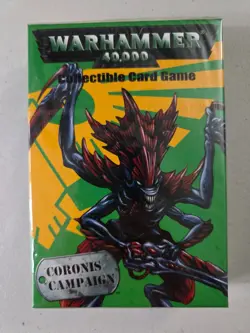 WARHAMMER
40,000
Collectible Card Game
CORONIS
CAMPAIGN